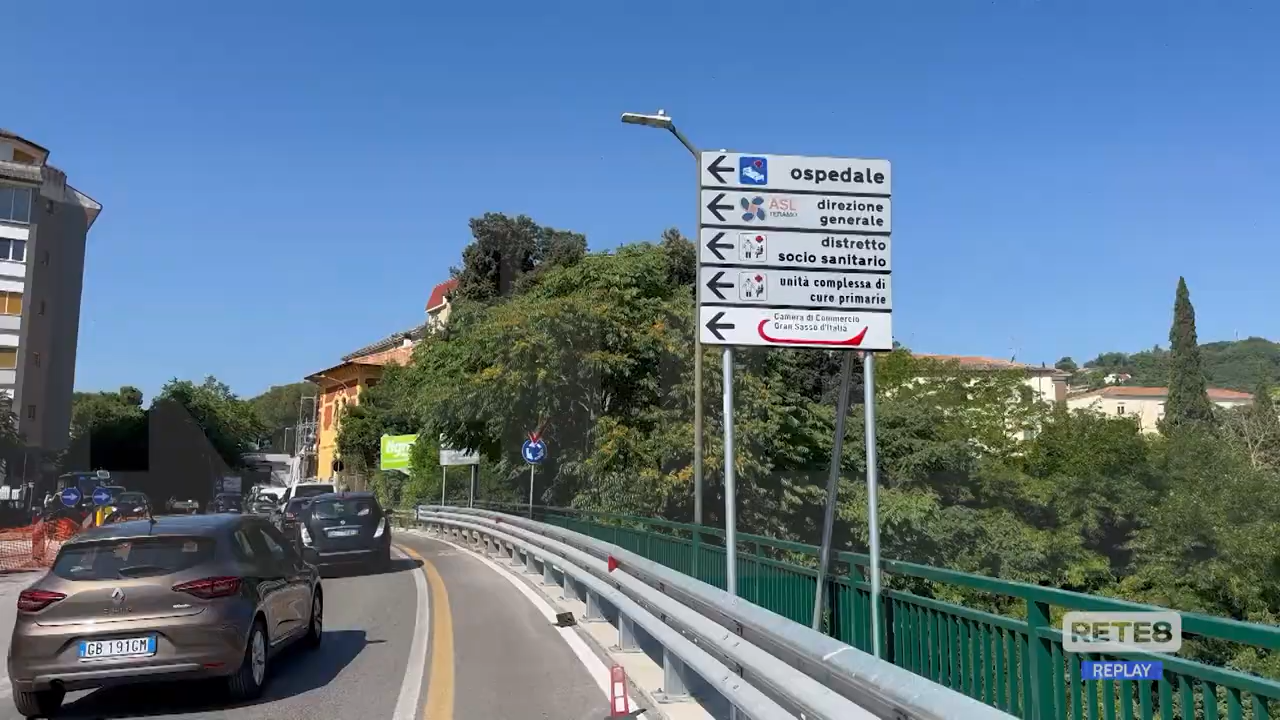 ospedale
ASL
TERAMO
direzione
generale
distretto
socio sanitario
unità complessa di
cure primarie
Camera di Commercio
Gran Sasso d'Italia
GB 191GM
RETE8
REPLAY